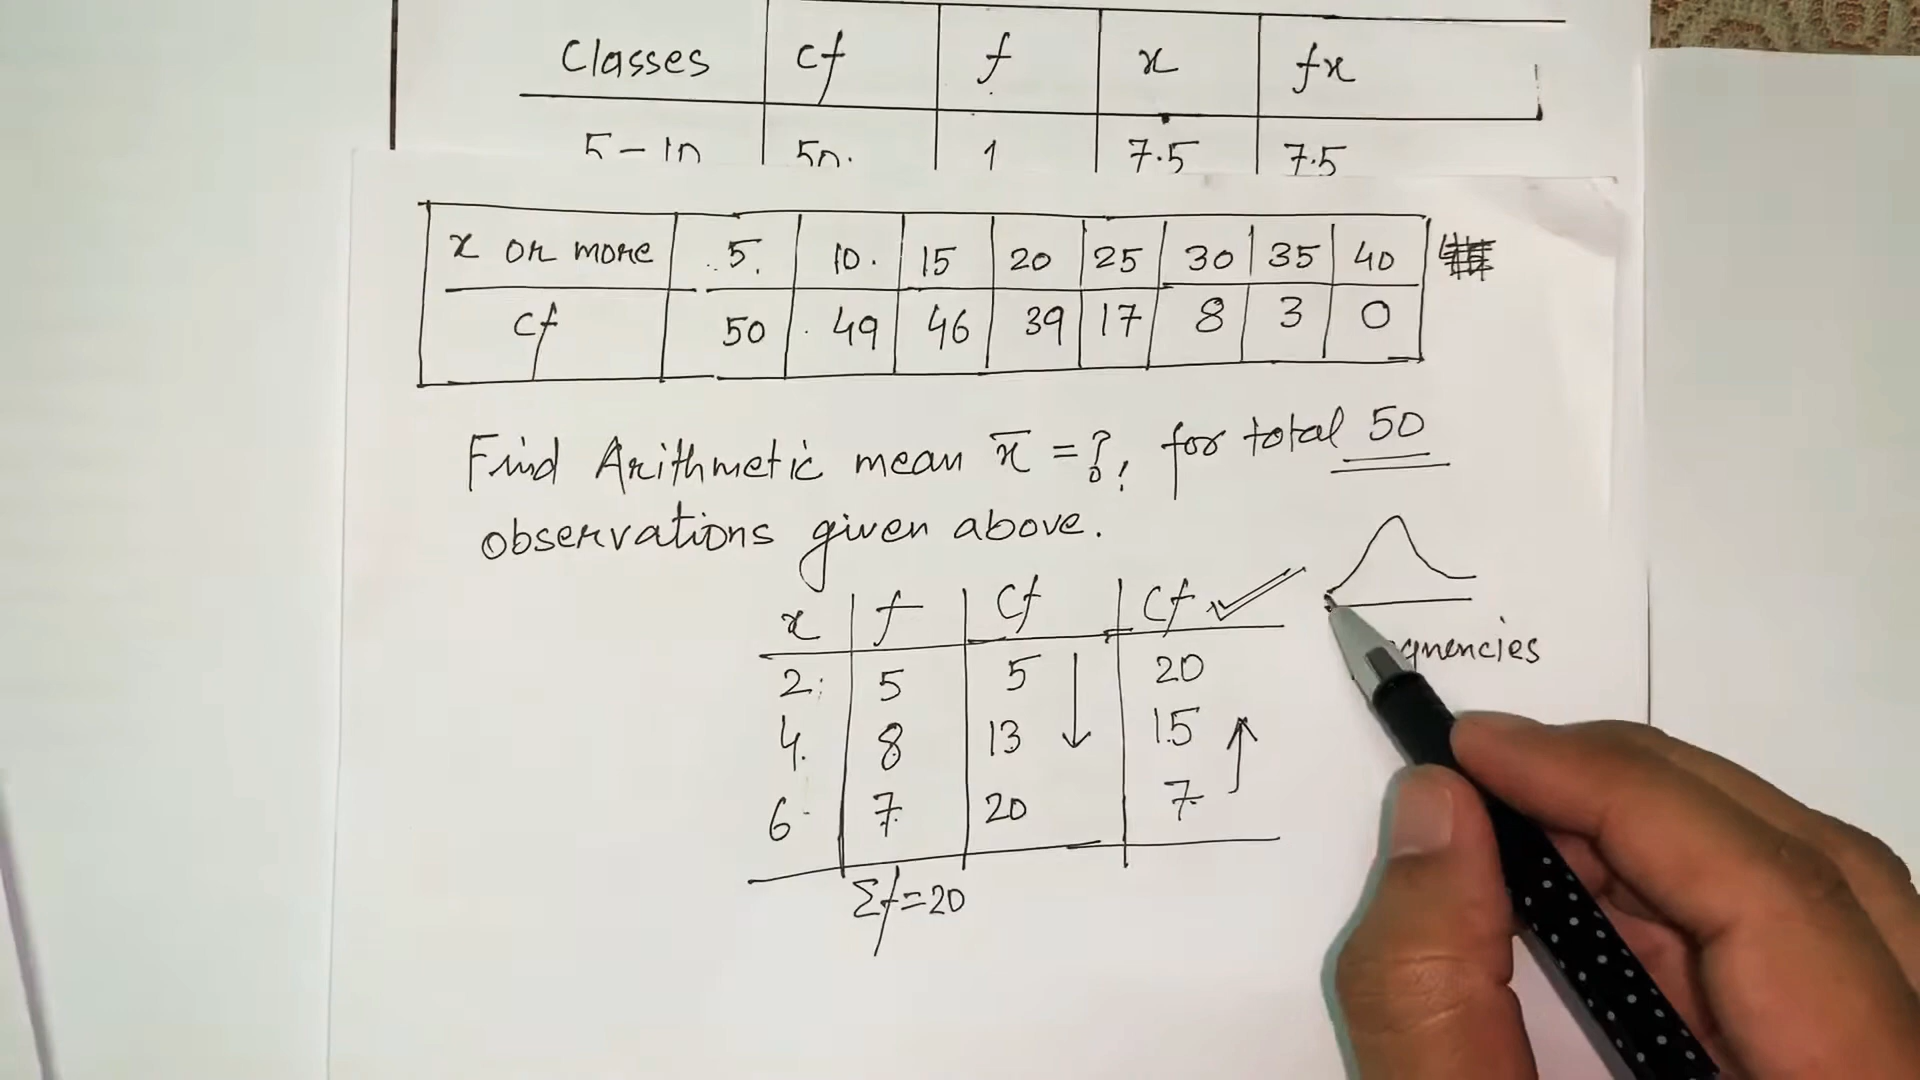 Classes cf f x fx
5 - 10 50. 1 7.5 7.5
x or more 5. 10. 15 20 25 30 35 40
cf 50 49 46 39 17 8 3 0
Find Arithmetic mean x̄ = ?, for total 50
observations given above.
x f cf cf ✓
2 5 5 ↓ 20
4. 8 13 15 ↑
6 7 20 7
Σf=20